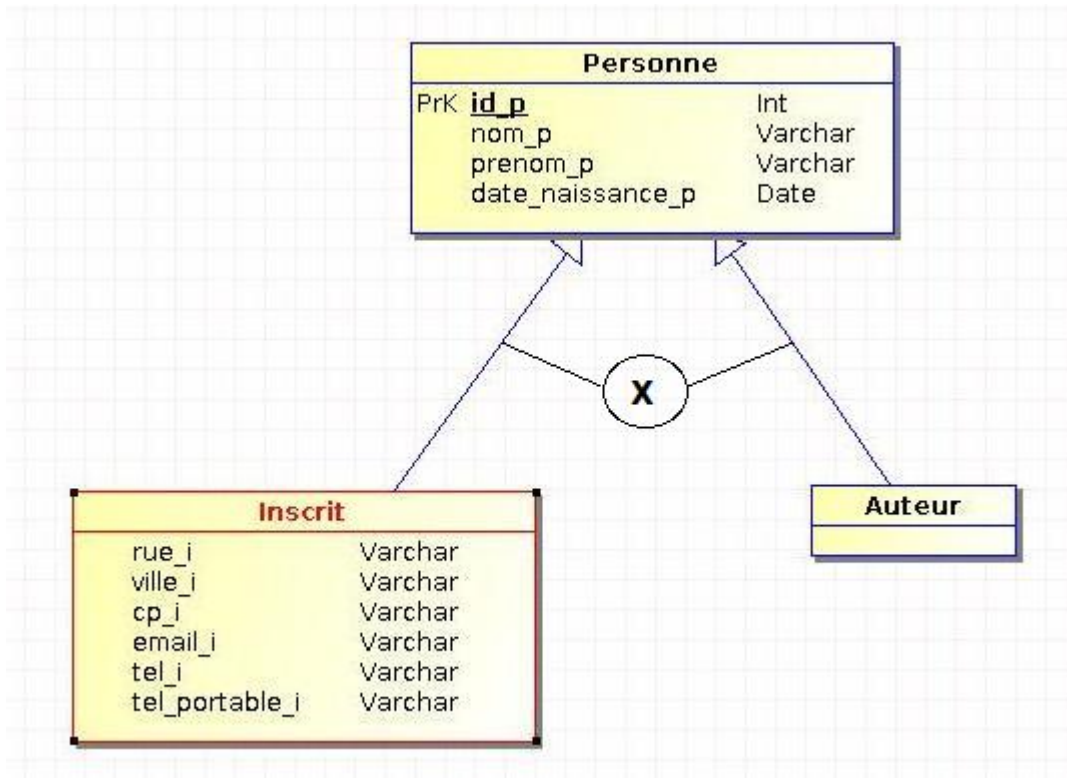 Personne
PrK id_p Int
nom_p Varchar
prenom_p Varchar
date_naissance_p Date
X
Inscrit
rue_i Varchar
ville_i Varchar
cp_i Varchar
email_i Varchar
tel_i Varchar
tel_portable_i Varchar
Auteur